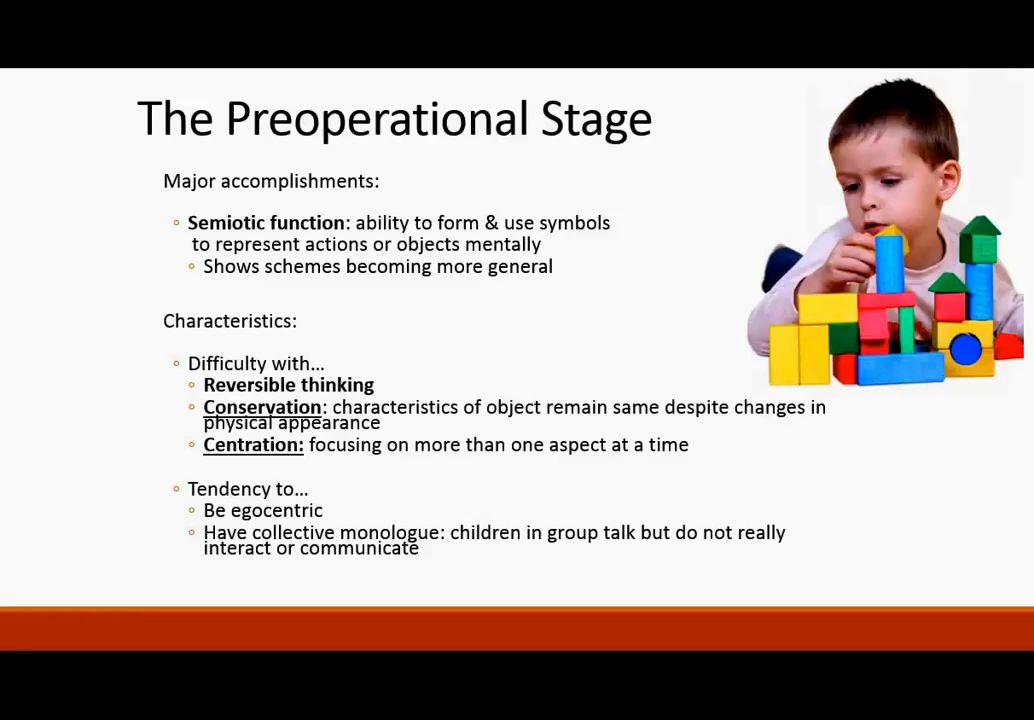 The Preoperational Stage
Major accomplishments:
◦ Semiotic function: ability to form & use symbols
to represent actions or objects mentally
◦ Shows schemes becoming more general
Characteristics:
◦ Difficulty with…
◦ Reversible thinking
◦ Conservation: characteristics of object remain same despite changes in
physical appearance
◦ Centration: focusing on more than one aspect at a time
◦ Tendency to…
◦ Be egocentric
◦ Have collective monologue: children in group talk but do not really
interact or communicate